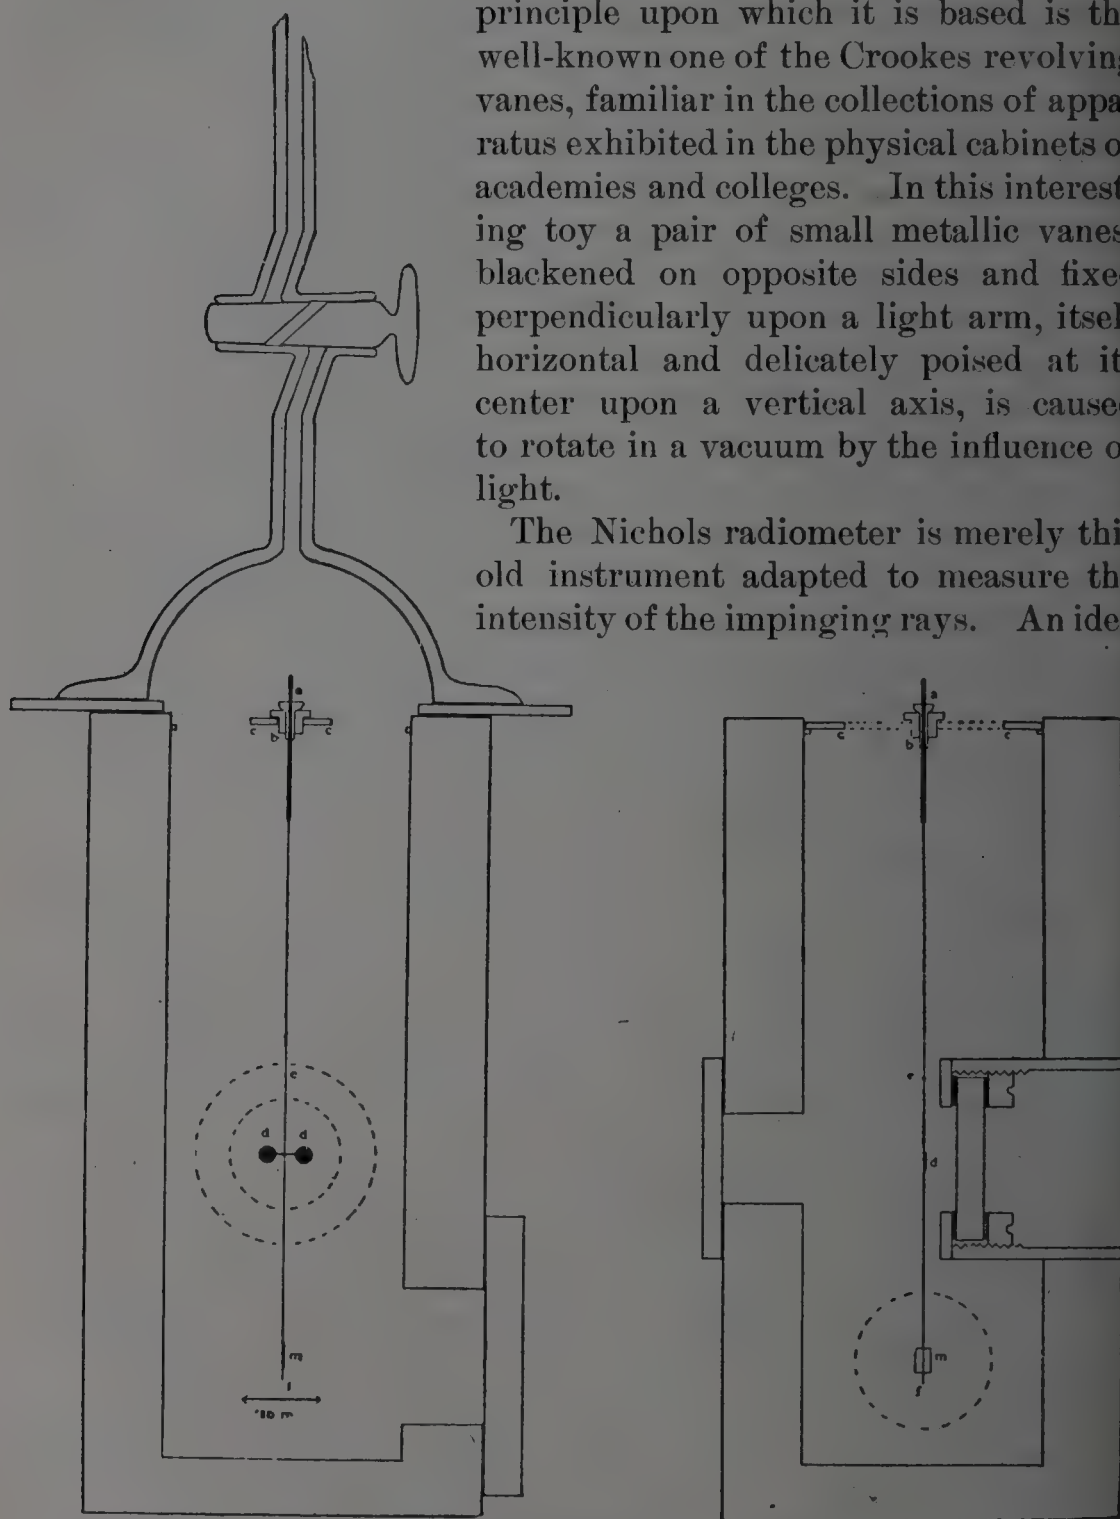 principle upon which it is based is th
well-known one of the Crookes revolving
vanes, familiar in the collections of appa
ratus exhibited in the physical cabinets o
academies and colleges. In this interest
ing toy a pair of small metallic vanes
blackened on opposite sides and fixe
perpendicularly upon a light arm, itsel
horizontal and delicately poised at it
center upon a vertical axis, is cause
to rotate in a vacuum by the influence o
light.
The Nichols radiometer is merely thi
old instrument adapted to measure th
intensity of the impinging rays. An ide
a
c b c
e
d d
m
f
a
c b c
e
d
m
f